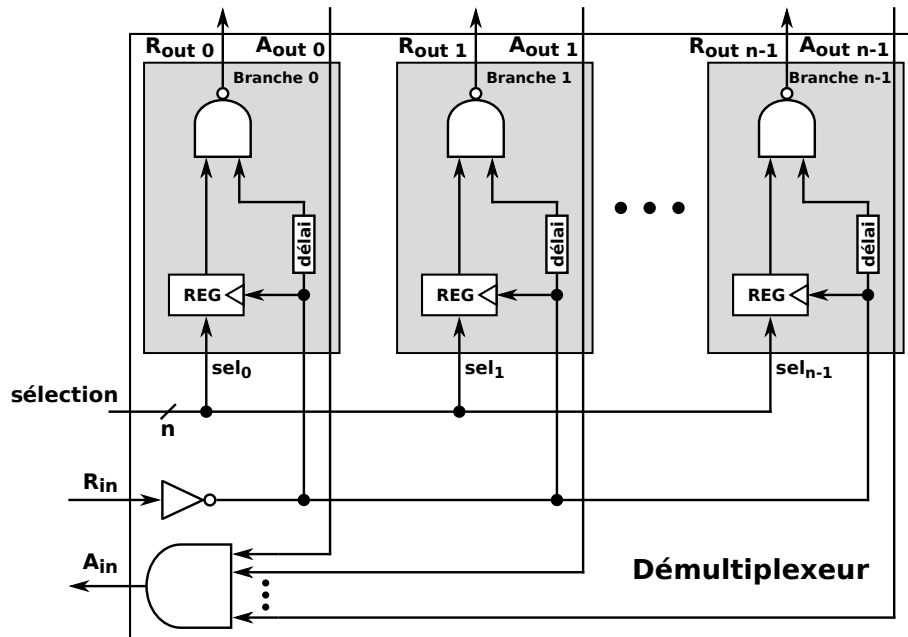 Rout 0 Aout 0 Rout 1 Aout 1 Rout n-1 Aout n-1
Branche 0 Branche 1 Branche n-1
délai délai délai
REG REG REG
sel0 sel1 seln-1
sélection
n
Rin
Ain
Démultiplexeur